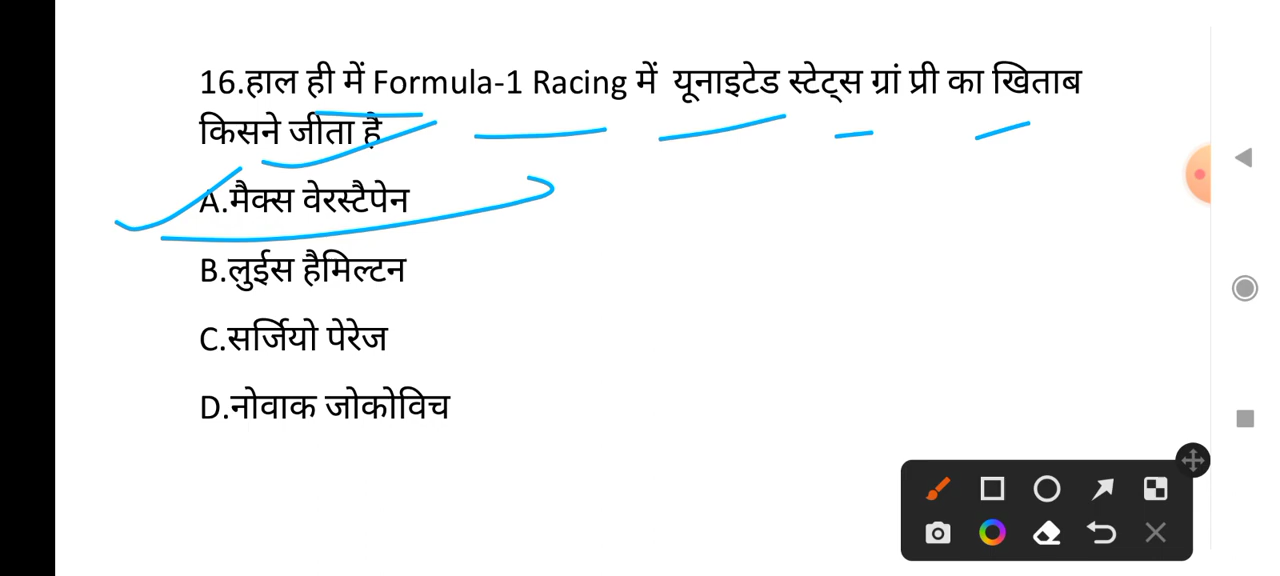 16.हाल ही में Formula-1 Racing में यूनाइटेड स्टेट्स ग्रां प्री का खिताब
किसने जीता है
A.मैक्स वेरस्टैपेन
B.लुईस हैमिल्टन
C.सर्जियो पेरेज
D.नोवाक जोकोविच